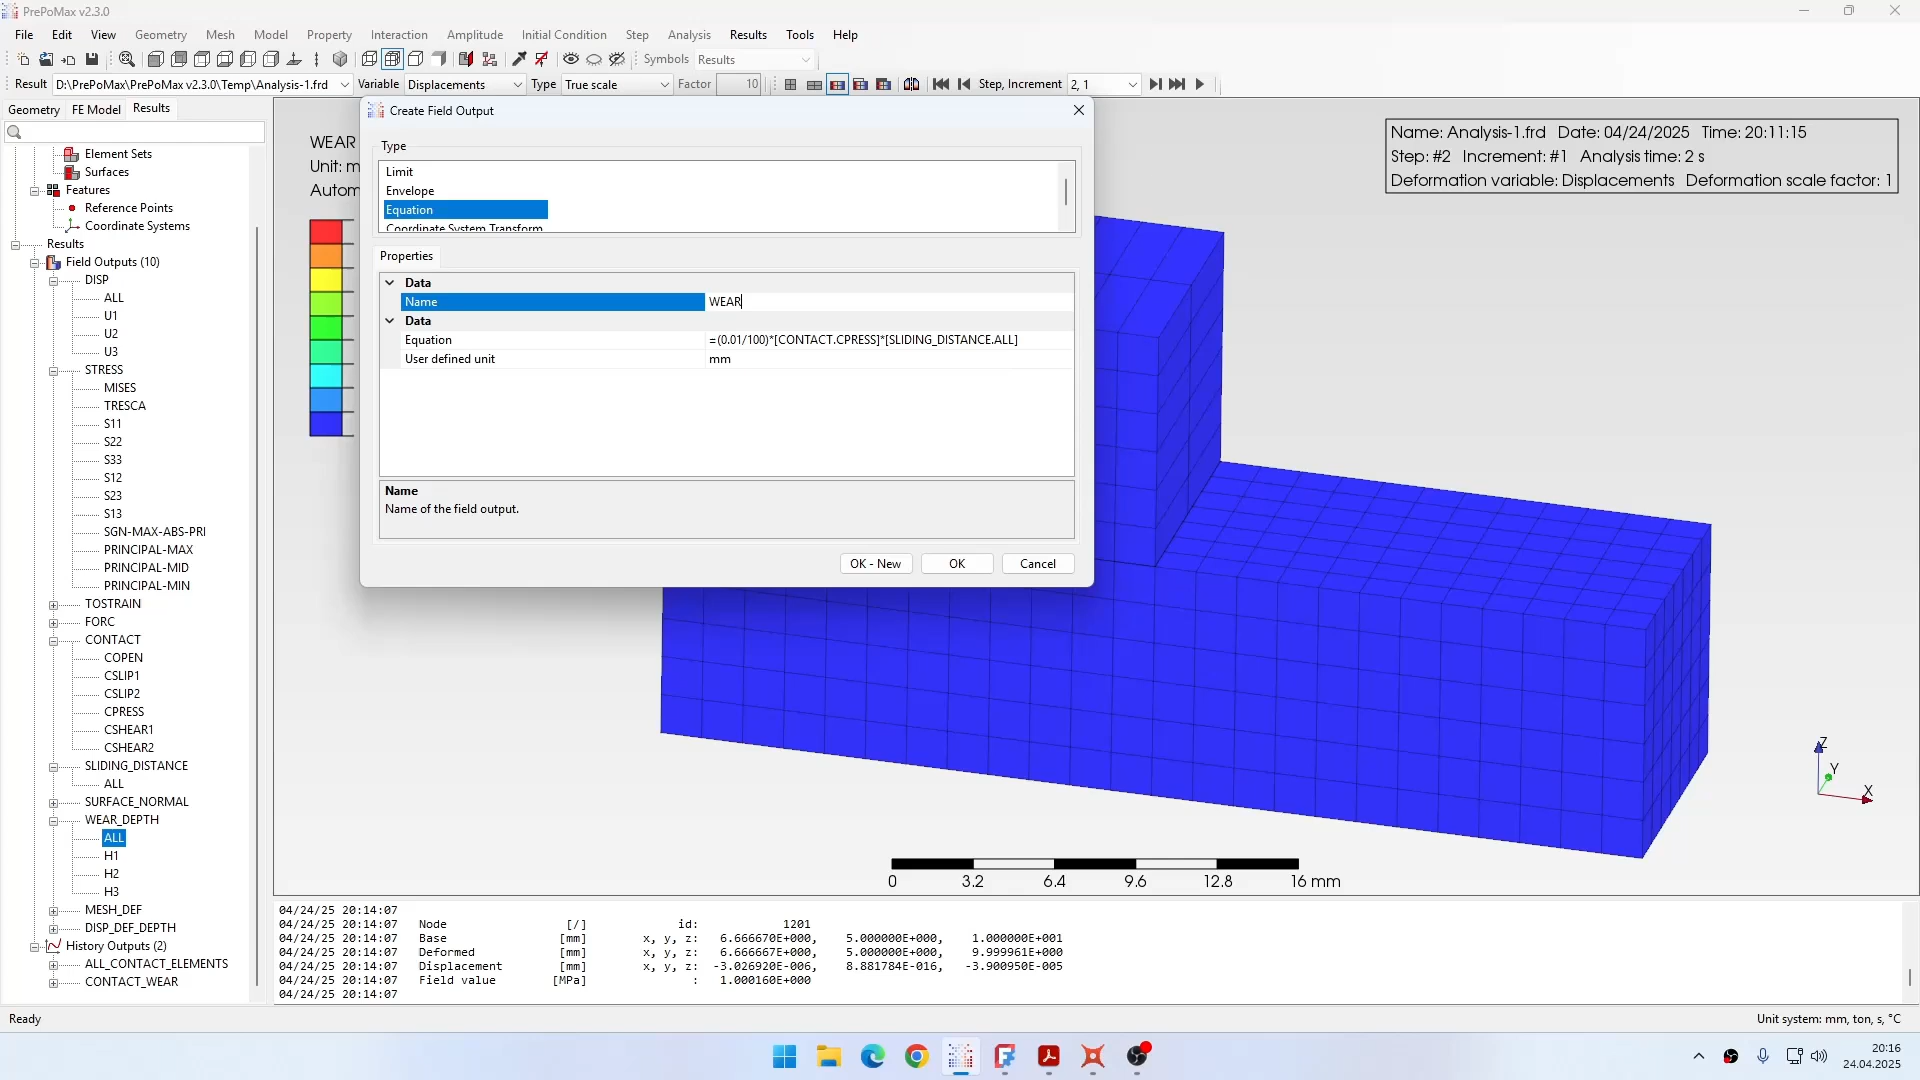 PrePoMax v2.3.0
File Edit View Geometry Mesh Model Property Interaction Amplitude Initial Condition Step Analysis Results Tools Help
Symbols Results
Result D:\PrePoMax\PrePoMax v2.3.0\Temp\Analysis-1.frd Variable Displacements Type True scale Factor 10 Step, Increment 2, 1
Geometry FE Model Results
Element Sets
Surfaces
Features
Reference Points
Coordinate Systems
Results
Field Outputs (10)
DISP
ALL
U1
U2
U3
STRESS
MISES
TRESCA
S11
S22
S33
S12
S23
S13
SGN-MAX-ABS-PRI
PRINCIPAL-MAX
PRINCIPAL-MID
PRINCIPAL-MIN
TOSTRAIN
FORC
CONTACT
COPEN
CSLIP1
CSLIP2
CPRESS
CSHEAR1
CSHEAR2
SLIDING_DISTANCE
ALL
SURFACE_NORMAL
WEAR_DEPTH
ALL
H1
H2
H3
MESH_DEF
DISP_DEF_DEPTH
History Outputs (2)
ALL_CONTACT_ELEMENTS
CONTACT_WEAR
WEAR
Unit: m
Autom
Create Field Output
Type
Limit
Envelope
Equation
Coordinate System Transform
Properties
Data
Name WEAR
Data
Equation =(0.01/100)*[CONTACT.CPRESS]*[SLIDING_DISTANCE.ALL]
User defined unit mm
Name
Name of the field output.
OK - New OK Cancel
Name: Analysis-1.frd Date: 04/24/2025 Time: 20:11:15
Step: #2 Increment: #1 Analysis time: 2 s
Deformation variable: Displacements Deformation scale factor: 1
Z
Y
X
0 3.2 6.4 9.6 12.8 16 mm
04/24/25 20:14:07
04/24/25 20:14:07 Node [/] id: 1201
04/24/25 20:14:07 Base [mm] x, y, z: 6.666670E+000, 5.000000E+000, 1.000000E+001
04/24/25 20:14:07 Deformed [mm] x, y, z: 6.666667E+000, 5.000000E+000, 9.999961E+000
04/24/25 20:14:07 Displacement [mm] x, y, z: -3.026920E-006, 8.881784E-016, -3.900950E-005
04/24/25 20:14:07 Field value [MPa] : 1.000160E+000
04/24/25 20:14:07
Ready
Unit system: mm, ton, s, °C
20:16
24.04.2025